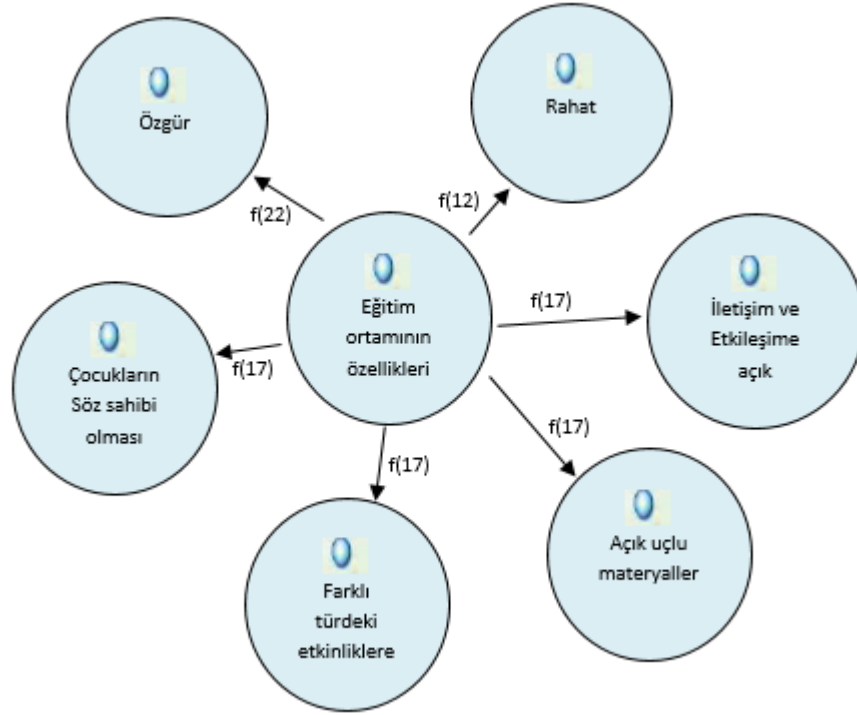 Özgür
Rahat
f(22)
f(12)
Eğitim
ortamının
özellikleri
f(17)
İletişim ve
Etkileşime
açık
f(17)
Çocukların
Söz sahibi
olması
f(17)
Açık uçlu
materyaller
f(17)
Farklı
türdeki
etkinliklere